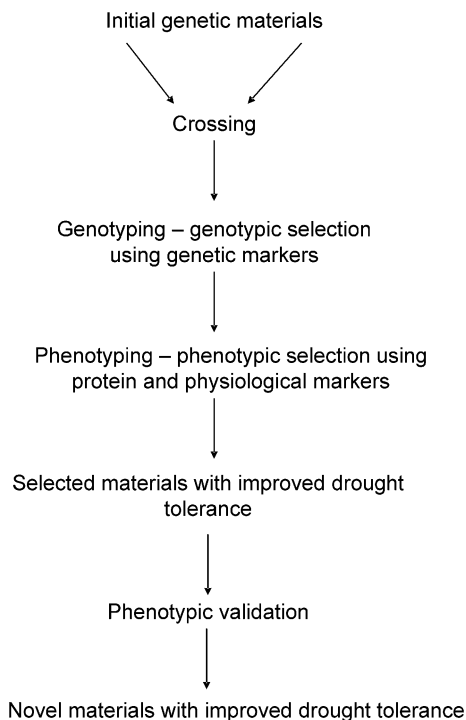 Initial genetic materials
Crossing
Genotyping – genotypic selection
using genetic markers
Phenotyping – phenotypic selection using
protein and physiological markers
Selected materials with improved drought
tolerance
Phenotypic validation
Novel materials with improved drought tolerance